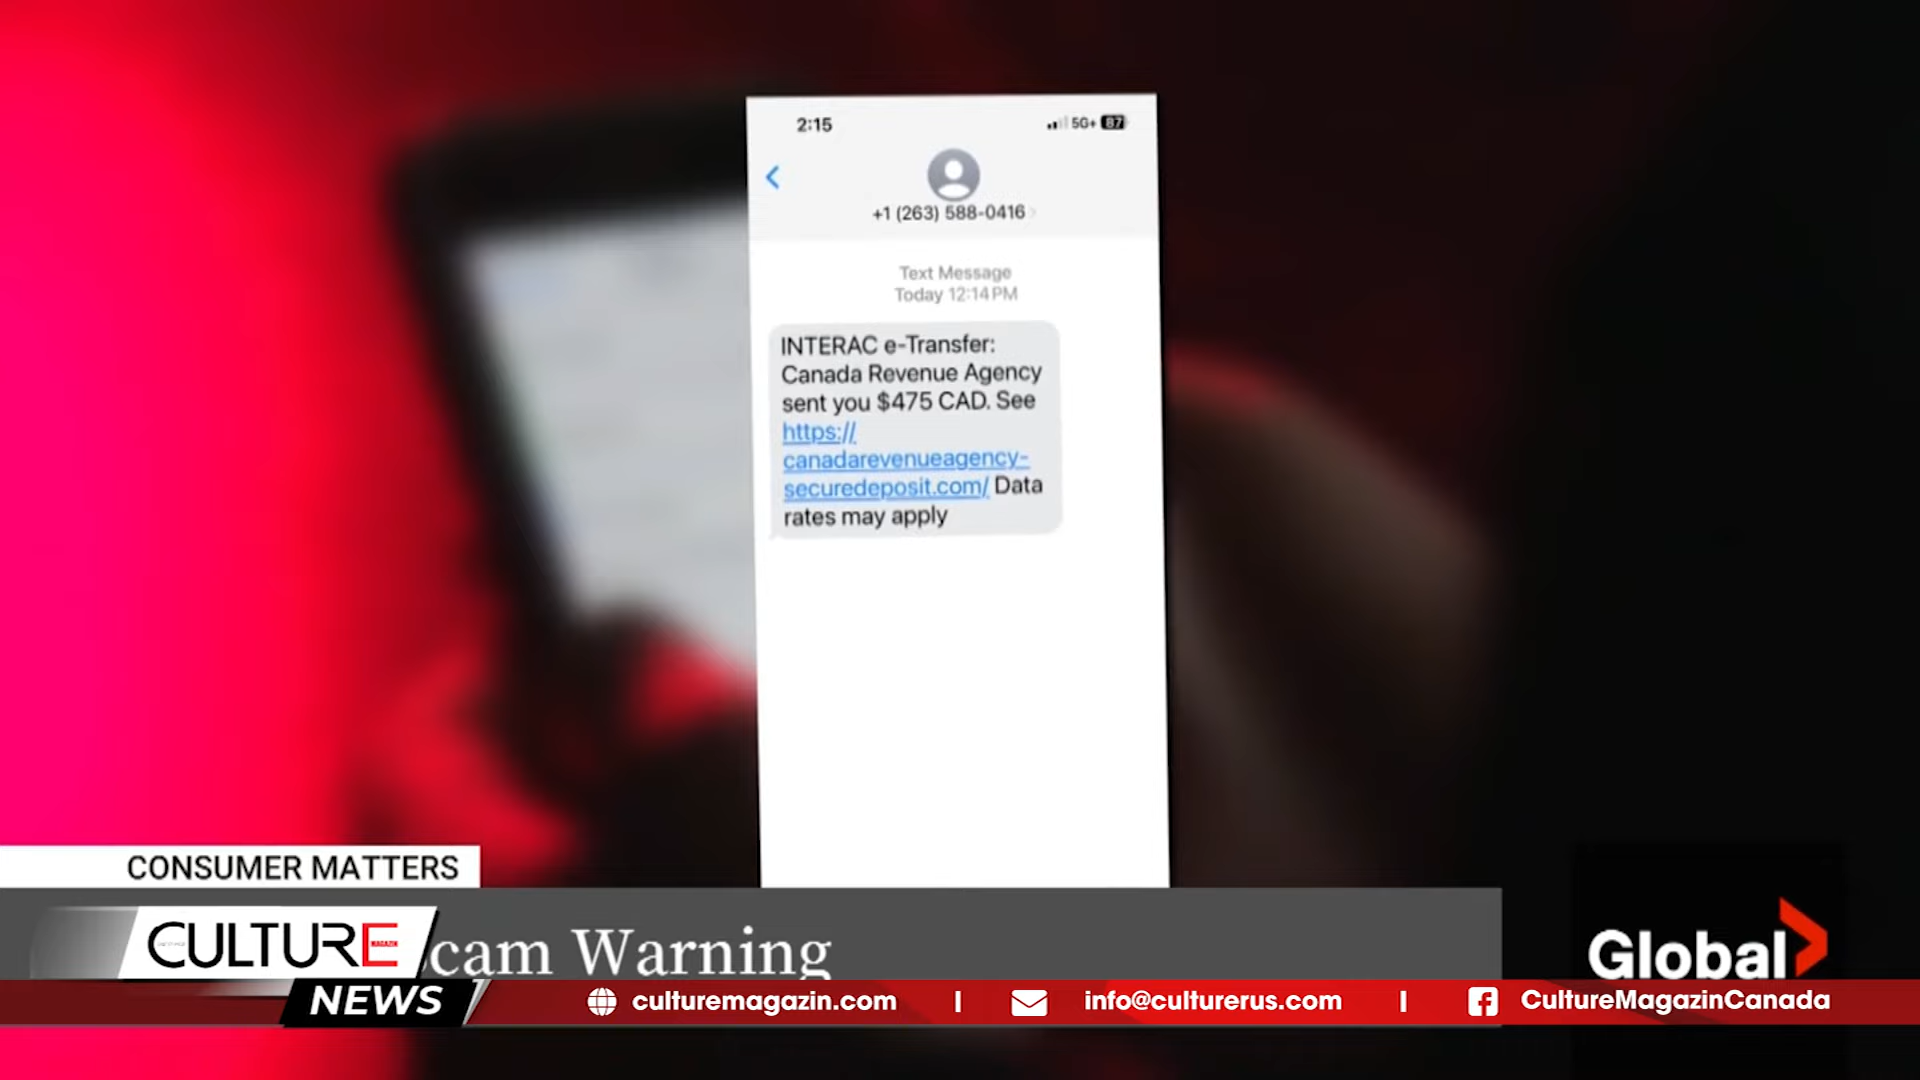 2:15
5G+ 87
+1 (263) 588-0416
Text Message
Today 12:14 PM
INTERAC e-Transfer:
Canada Revenue Agency
sent you $475 CAD. See
https://
canadarevenueagency-
securedeposit.com/ Data
rates may apply
CONSUMER MATTERS
CULTURE
MAGAZIN
cam Warning
NEWS
Global
culturemagazin.com | info@culturerus.com | CultureMagazinCanada